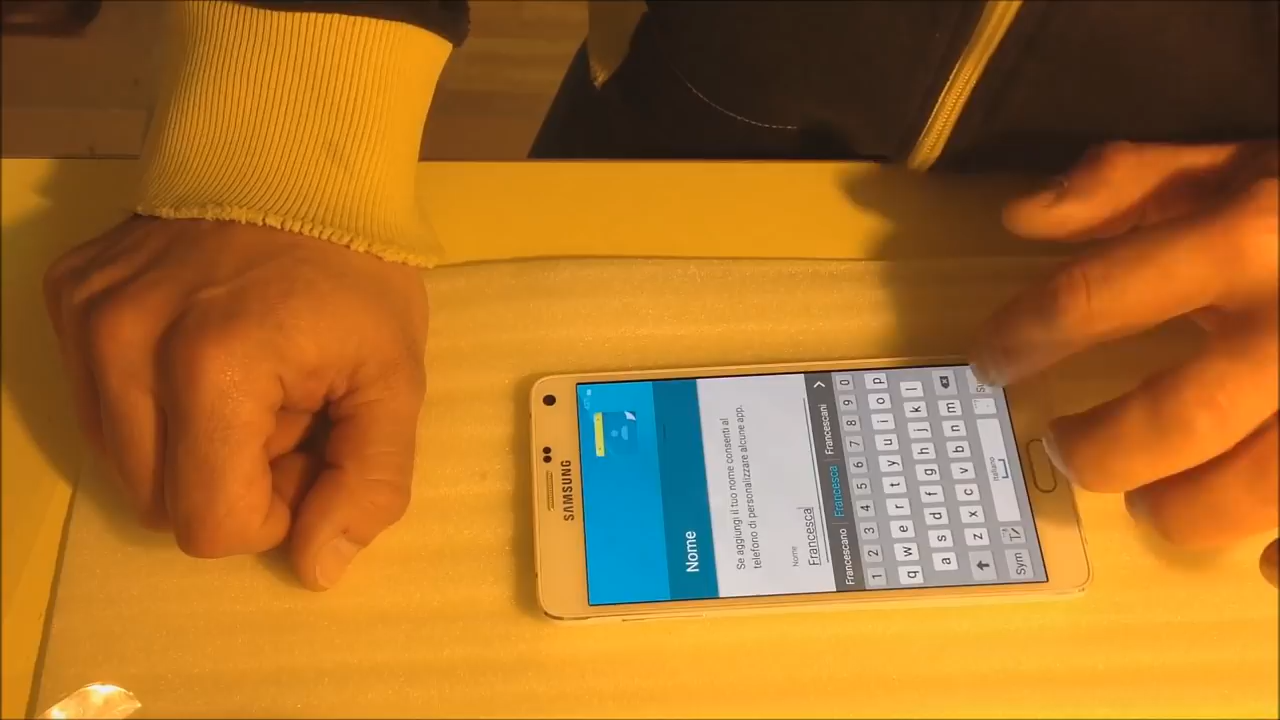 SAMSUNG
Nome
Se aggiungi il tuo nome consenti al
telefono di personalizzare alcune app.
Nome
Francesca
Francescano Francesca Francescani
1 2 3 4 5 6 7 8 9 0
q w e r t y u i o p
a s d f g h j k l
z x c v b n m
Sym Italiano